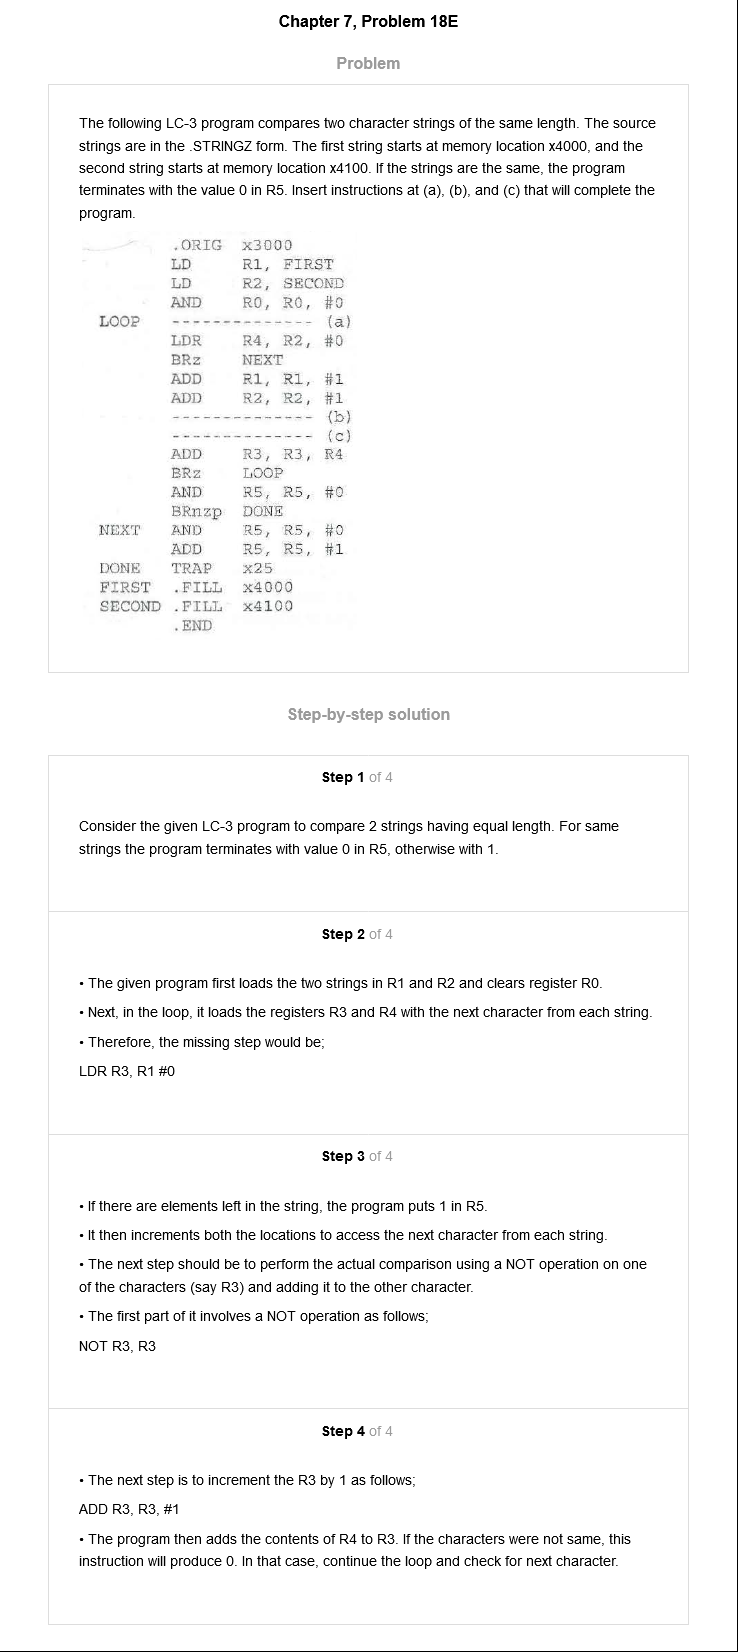 Chapter 7, Problem 18E
Problem
The following LC-3 program compares two character strings of the same length. The source
strings are in the .STRINGZ form. The first string starts at memory location x4000, and the
second string starts at memory location x4100. If the strings are the same, the program
terminates with the value 0 in R5. Insert instructions at (a), (b), and (c) that will complete the
program.
.ORIG x3000
LD R1, FIRST
LD R2, SECOND
AND R0, R0, #0
LOOP -------------- (a)
LDR R4, R2, #0
BRz NEXT
ADD R1, R1, #1
ADD R2, R2, #1
-------------- (b)
-------------- (c)
ADD R3, R3, R4
BRz LOOP
AND R5, R5, #0
BRnzp DONE
NEXT AND R5, R5, #0
ADD R5, R5, #1
DONE TRAP x25
FIRST .FILL x4000
SECOND .FILL x4100
.END
Step-by-step solution
Step 1 of 4
Consider the given LC-3 program to compare 2 strings having equal length. For same
strings the program terminates with value 0 in R5, otherwise with 1.
Step 2 of 4
• The given program first loads the two strings in R1 and R2 and clears register R0.
• Next, in the loop, it loads the registers R3 and R4 with the next character from each string.
• Therefore, the missing step would be;
LDR R3, R1 #0
Step 3 of 4
• If there are elements left in the string, the program puts 1 in R5.
• It then increments both the locations to access the next character from each string.
• The next step should be to perform the actual comparison using a NOT operation on one
of the characters (say R3) and adding it to the other character.
• The first part of it involves a NOT operation as follows;
NOT R3, R3
Step 4 of 4
• The next step is to increment the R3 by 1 as follows;
ADD R3, R3, #1
• The program then adds the contents of R4 to R3. If the characters were not same, this
instruction will produce 0. In that case, continue the loop and check for next character.